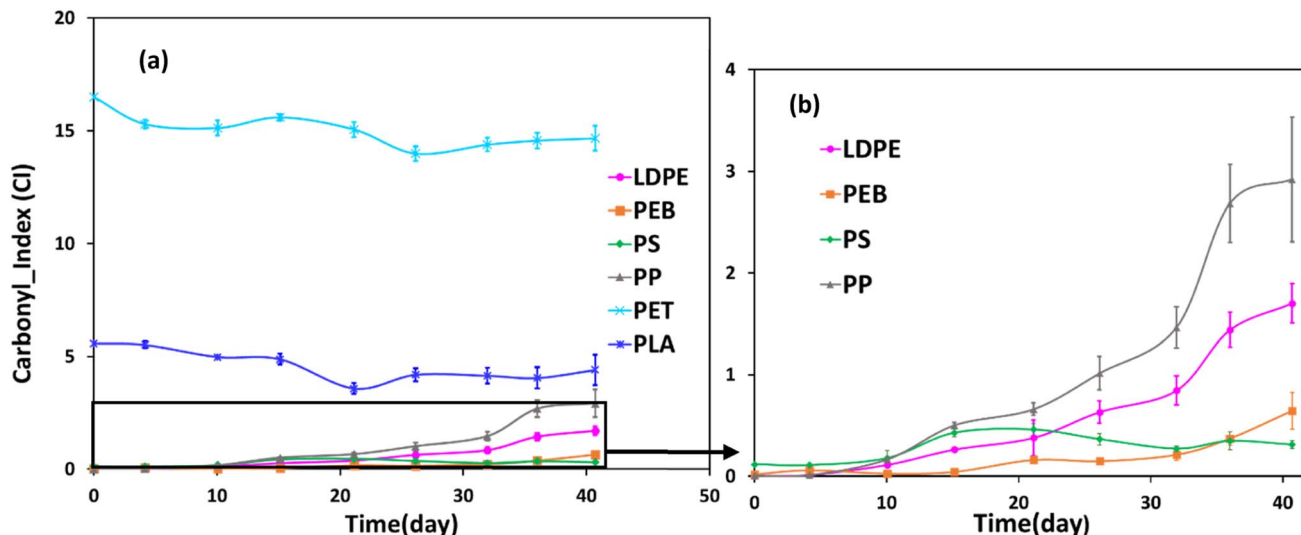 20
15
10
5
0
Carbonyl_Index (CI)
(a)
LDPE
PEB
PS
PP
PET
PLA
0 10 20 30 40 50
Time(day)
4
3
2
1
0
(b)
LDPE
PEB
PS
PP
0 10 20 30 40
Time(day)